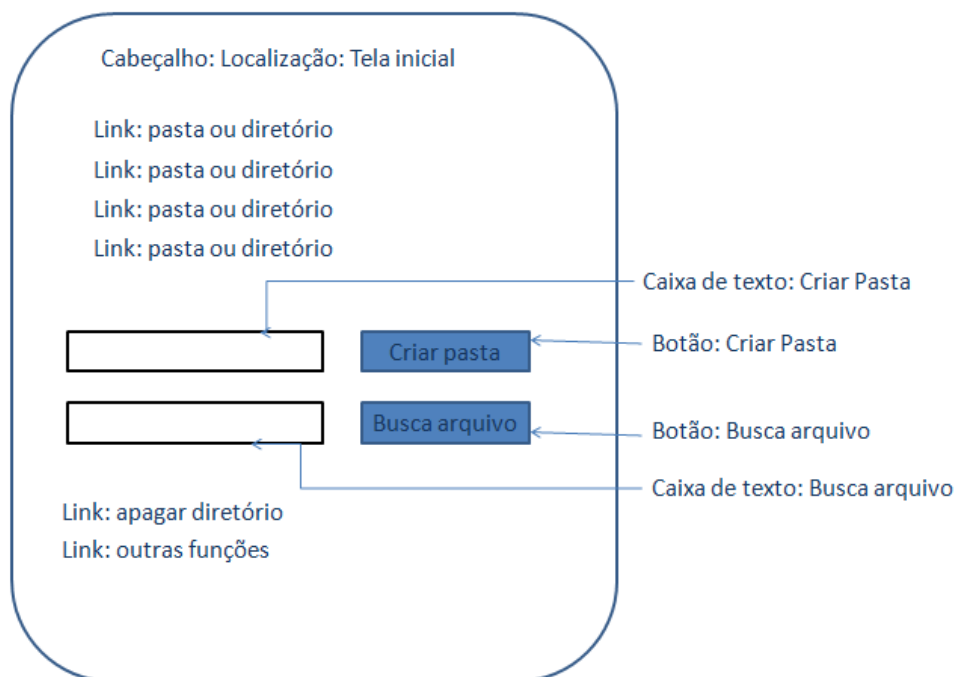 Cabeçalho: Localização: Tela inicial
Link: pasta ou diretório
Link: pasta ou diretório
Link: pasta ou diretório
Link: pasta ou diretório
Caixa de texto: Criar Pasta
Criar pasta
Botão: Criar Pasta
Busca arquivo
Botão: Busca arquivo
Caixa de texto: Busca arquivo
Link: apagar diretório
Link: outras funções